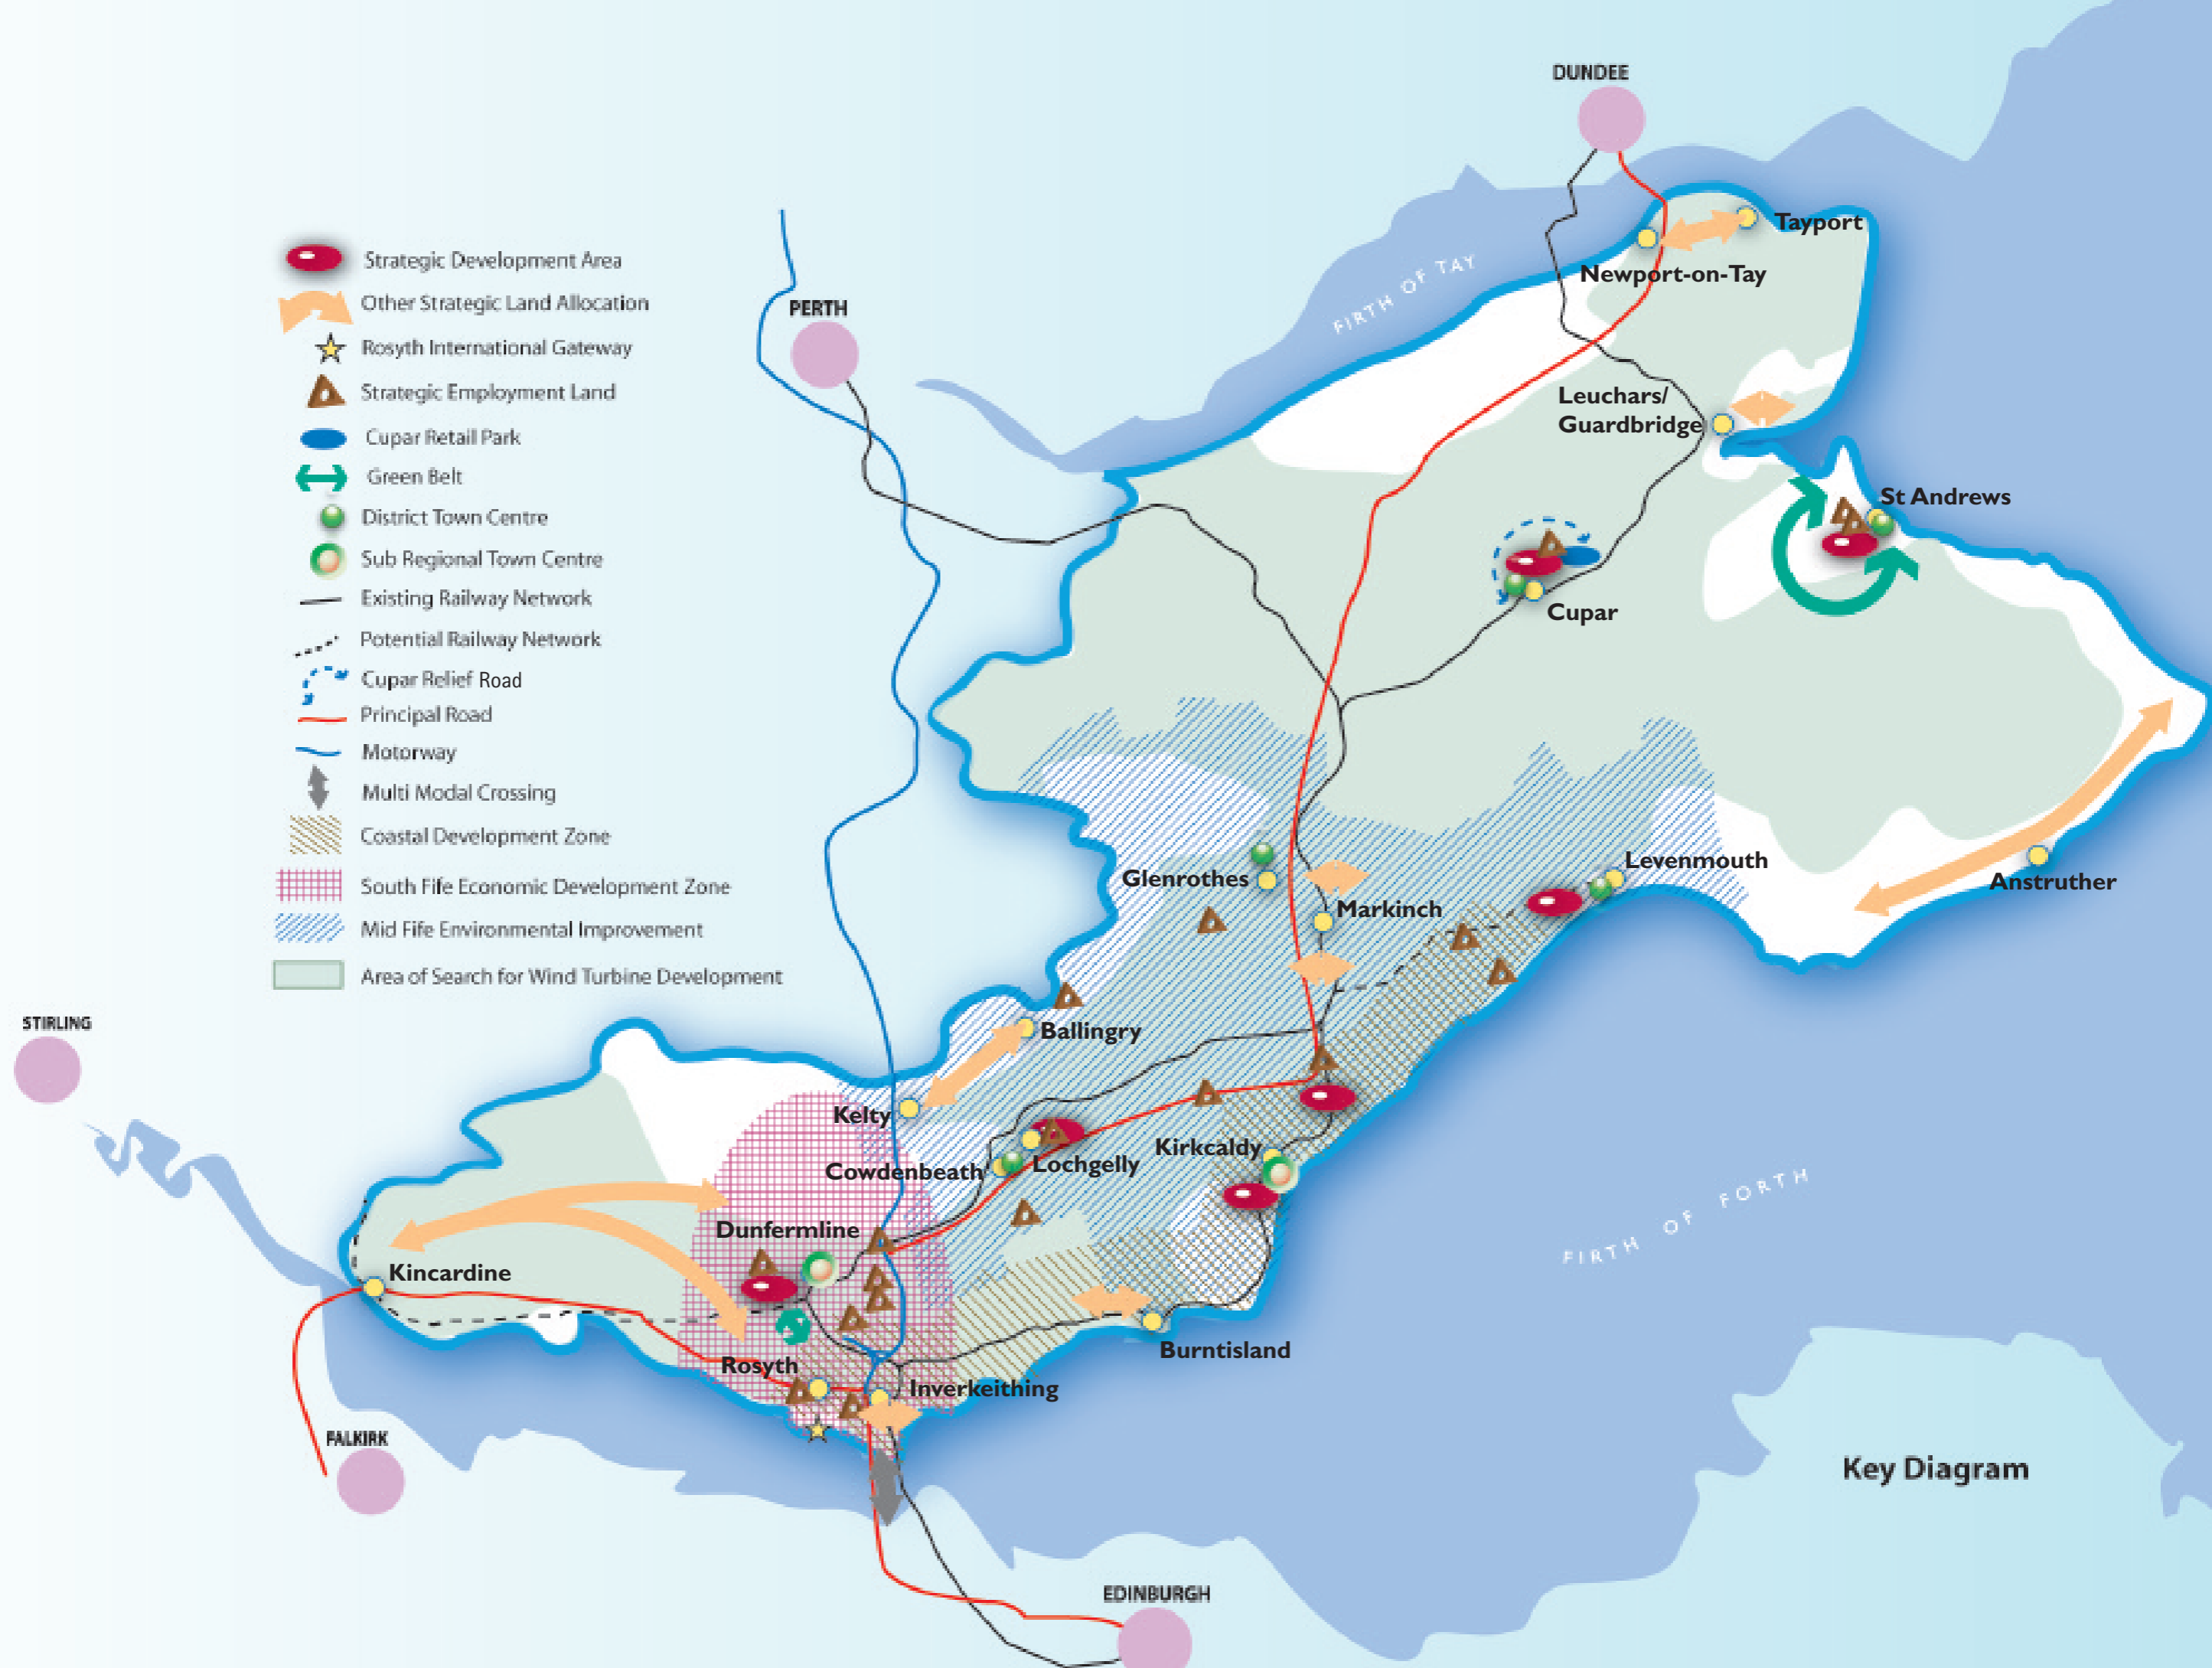 DUNDEE
Tayport
Newport-on-Tay
FIRTH OF TAY
PERTH
Strategic Development Area
Other Strategic Land Allocation
Rosyth International Gateway
Strategic Employment Land
Cupar Retail Park
Green Belt
District Town Centre
Sub Regional Town Centre
Existing Railway Network
Potential Railway Network
Cupar Relief Road
Principal Road
Motorway
Multi Modal Crossing
Coastal Development Zone
South Fife Economic Development Zone
Mid Fife Environmental Improvement
Area of Search for Wind Turbine Development
Leuchars/
Guardbridge
St Andrews
Cupar
Levenmouth
Glenrothes
Anstruther
Markinch
STIRLING
Ballingry
Kelty
Kirkcaldy
Cowdenbeath
Lochgelly
FIRTH OF FORTH
Dunfermline
Kincardine
Burntisland
Rosyth
Inverkeithing
FALKIRK
Key Diagram
EDINBURGH